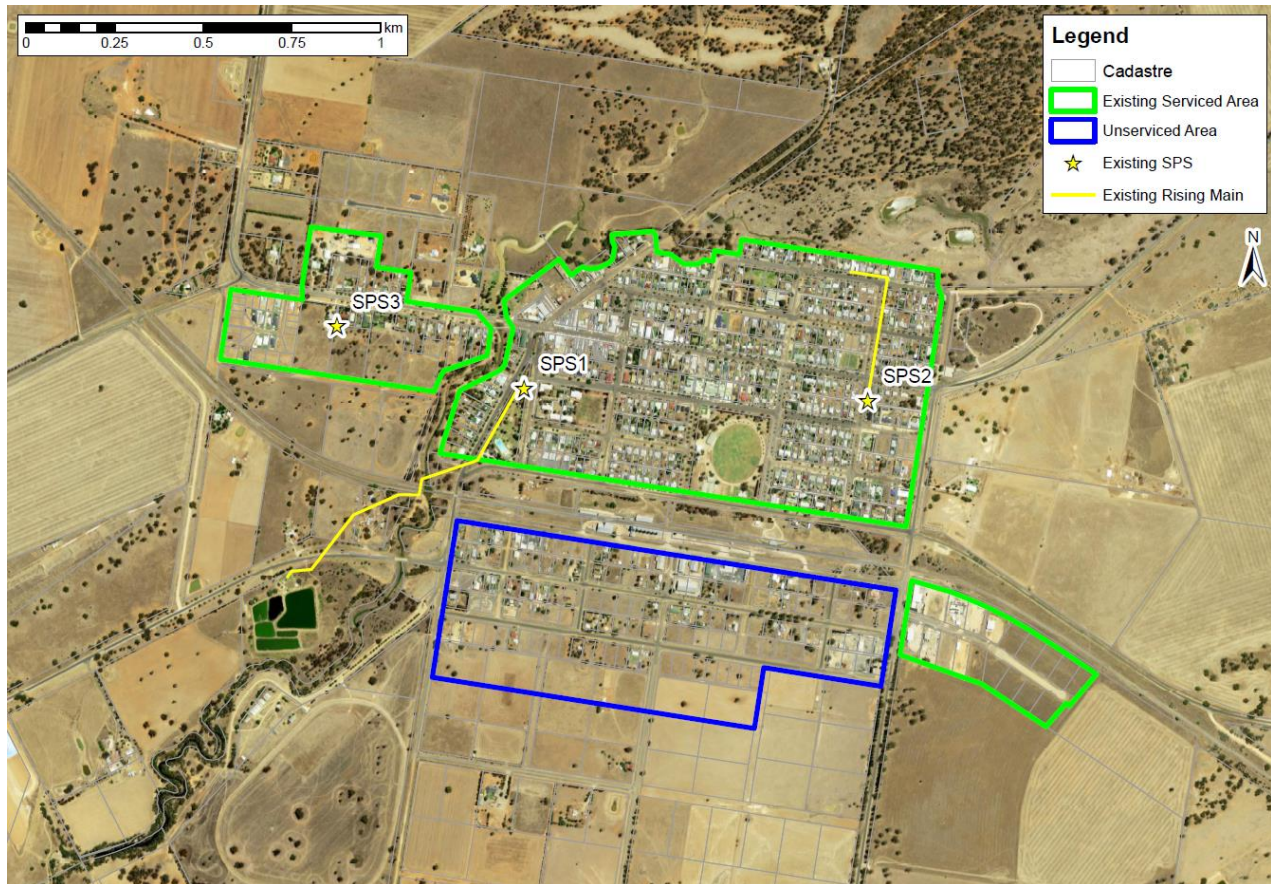 km
0 0.25 0.5 0.75 1
Legend
Cadastre
Existing Serviced Area
Unserviced Area
Existing SPS
Existing Rising Main
N
SPS3
SPS1
SPS2